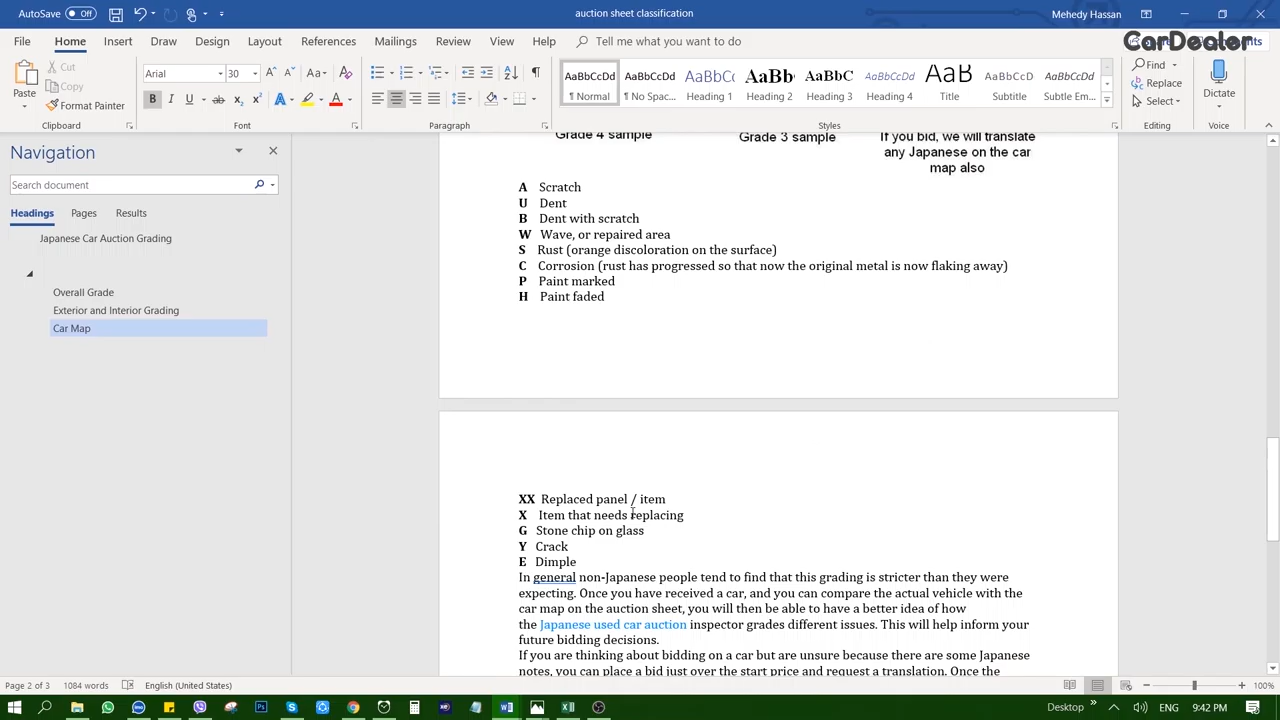 AutoSave Off
auction sheet classification
Mehedy Hassan
File Home Insert Draw Design Layout References Mailings Review View Help Tell me what you want to do
CarDealer
Paste
Cut
Copy
Format Painter
Clipboard
Arial 30
Font
Paragraph
AaBbCcDd AaBbCcDd AaBbCc AaBb AaBbC AaBbCcDd AaB AaBbCcDd AaBbCcDd
¶ Normal ¶ No Spac... Heading 1 Heading 2 Heading 3 Heading 4 Title Subtitle Subtle Em...
Styles
Find
Replace
Select
Editing
Dictate
Voice
Navigation
Search document
Headings Pages Results
Japanese Car Auction Grading
Overall Grade
Exterior and Interior Grading
Car Map
Grade 4 sample
Grade 3 sample
If you bid, we will translate
any Japanese on the car
map also
A Scratch
U Dent
B Dent with scratch
W Wave, or repaired area
S Rust (orange discoloration on the surface)
C Corrosion (rust has progressed so that now the original metal is now flaking away)
P Paint marked
H Paint faded
XX Replaced panel / item
X Item that needs replacing
G Stone chip on glass
Y Crack
E Dimple
In general non-Japanese people tend to find that this grading is stricter than they were
expecting. Once you have received a car, and you can compare the actual vehicle with the
car map on the auction sheet, you will then be able to have a better idea of how
the Japanese used car auction inspector grades different issues. This will help inform your
future bidding decisions.
If you are thinking about bidding on a car but are unsure because there are some Japanese
notes, you can place a bid just over the start price and request a translation. Once the
Page 2 of 3 1084 words English (United States) 100%
Desktop ENG 9:42 PM